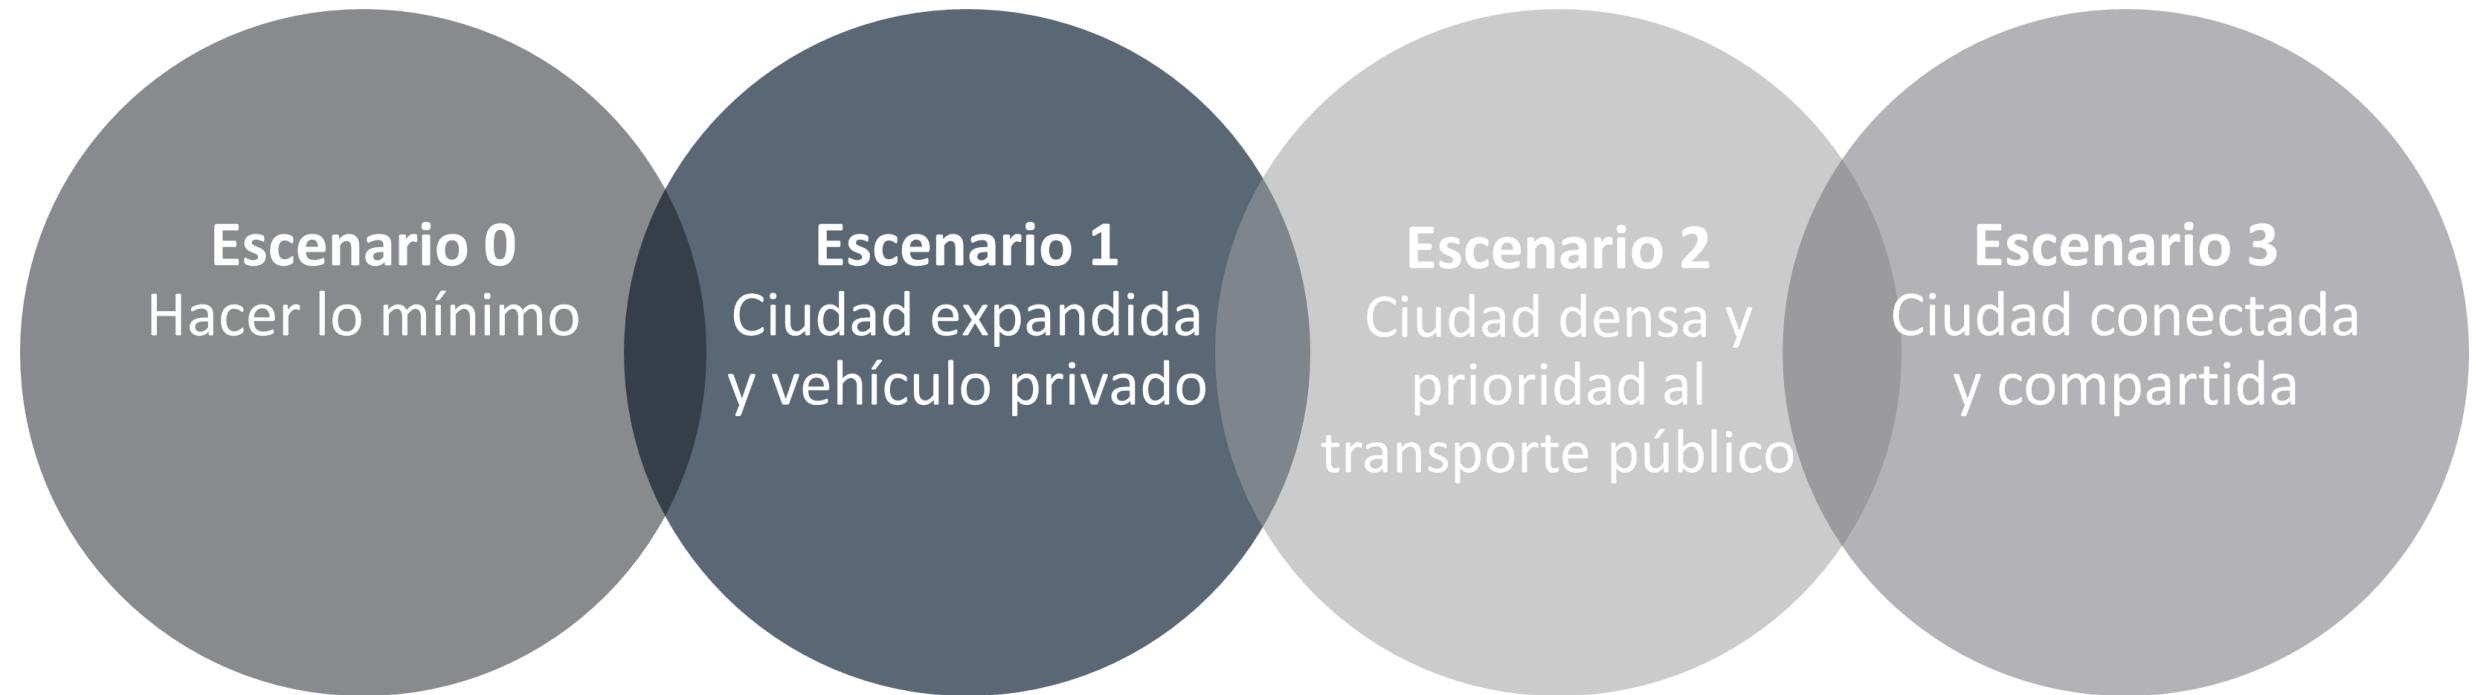 Escenario 0
Hacer lo mínimo
Escenario 1
Ciudad expandida
y vehículo privado
Escenario 2
Ciudad densa y
prioridad al
transporte público
Escenario 3
Ciudad conectada
y compartida